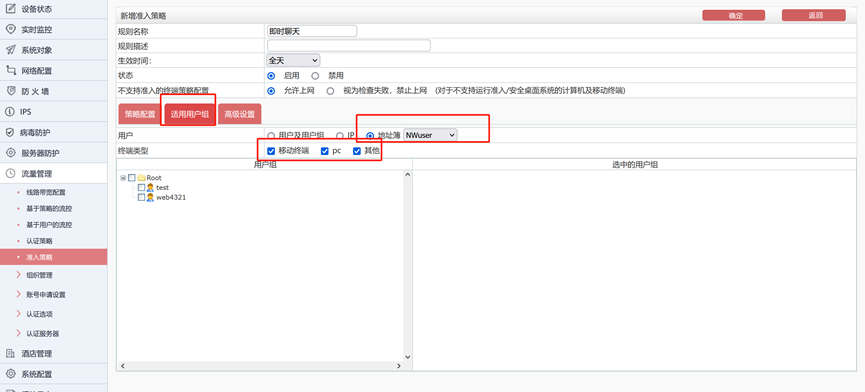 设备状态
实时监控
系统对象
网络配置
防 火 墙
IPS
病毒防护
服务器防护
流量管理
线路带宽配置
基于策略的流控
基于用户的流控
认证策略
准入策略
组织管理
账号申请设置
认证选项
认证服务器
酒店管理
系统配置
新增准入策略
确定 返回
规则名称 即时聊天
规则描述
生效时间： 全天
状态 启用 禁用
不支持准入的终端策略配置 允许上网 视为检查失败，禁止上网 (对于不支持运行准入/安全桌面系统的计算机及移动终端)
策略配置 适用用户组 高级设置
用户 用户及用户组 IP 地址簿 NWuser
终端类型 移动终端 pc 其他
用户组 选中的用户组
Root
test
web4321